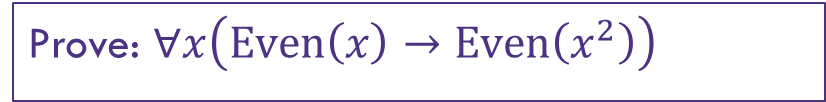 Prove: ∀x(Even(x) → Even(x²))